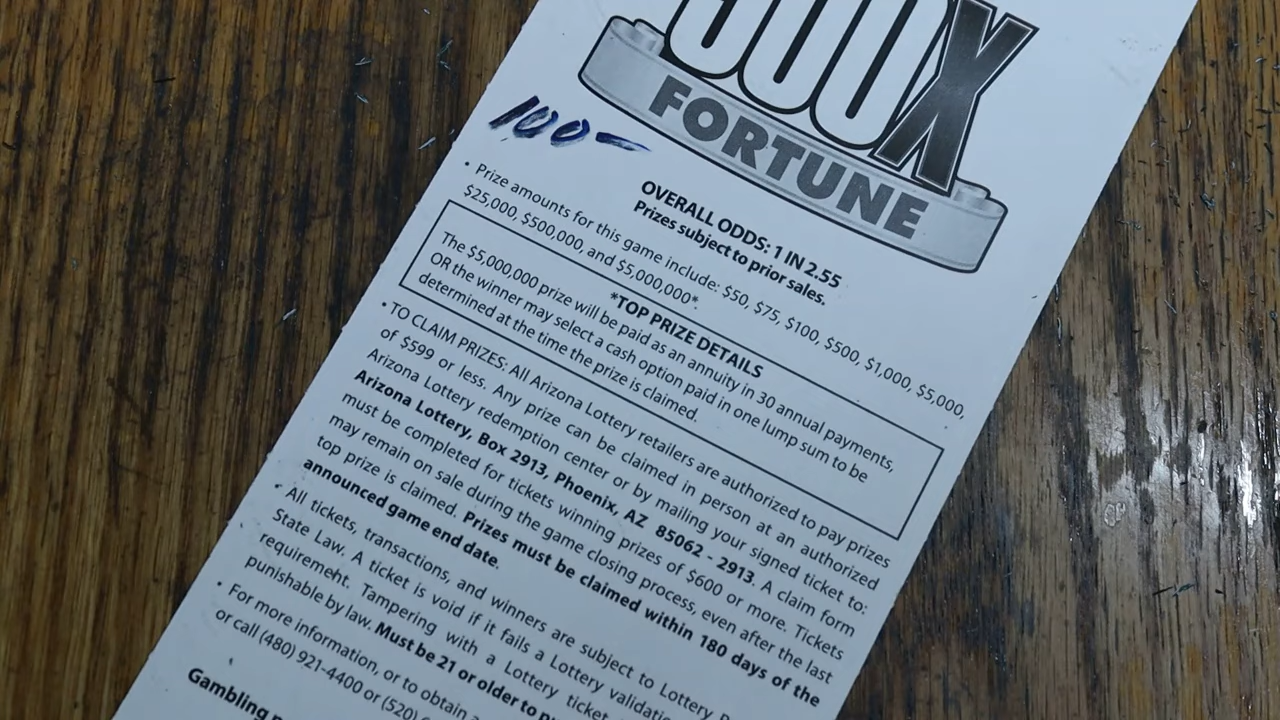 FORTUNE
100-
OVERALL ODDS: 1 IN 2.55
Prizes subject to prior sales.
• Prize amounts for this game include: $50, $75, $100, $500, $1,000, $5,000,
$25,000, $500,000, and $5,000,000*
*TOP PRIZE DETAILS
The $5,000,000 prize will be paid as an annuity in 30 annual payments,
OR the winner may select a cash option paid in one lump sum to be
determined at the time the prize is claimed.
• TO CLAIM PRIZES: All Arizona Lottery retailers are authorized to pay prizes
of $599 or less. Any prize can be claimed in person at an authorized
Arizona Lottery redemption center or by mailing your signed ticket to:
Arizona Lottery, Box 2913, Phoenix, AZ 85062 - 2913. A claim form
must be completed for tickets winning prizes of $600 or more. Tickets
may remain on sale during the game closing process, even after the last
top prize is claimed. Prizes must be claimed within 180 days of the
announced game end date.
• All tickets, transactions, and winners are subject to Lottery
State Law. A ticket is void if it fails a Lottery
requirement. Tampering with a Lottery ticket
punishable by law. Must be 21 or older to
• For more information, or to obtain
or call (480) 921-4400 or (520)
Gambling